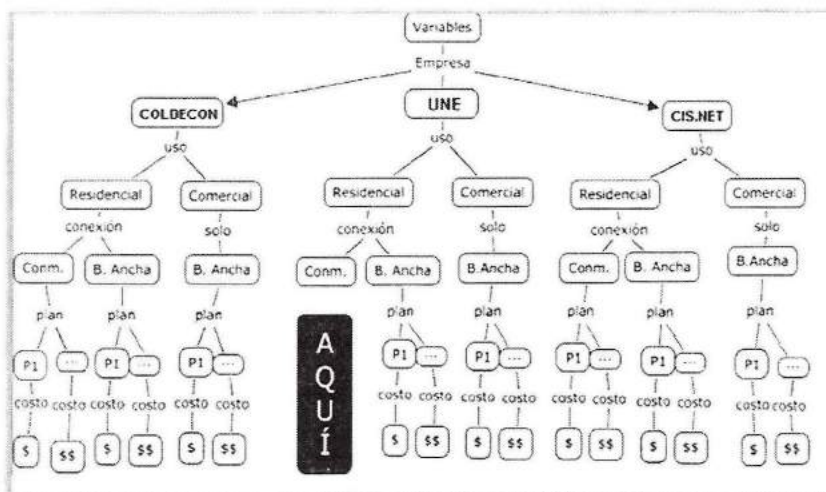 Variables
Empresa
COLDECON UNE CIS.NET
uso uso uso
Residencial Comercial Residencial Comercial Residencial Comercial
conexión solo conexión solo conexión solo
Conm. B. Ancha B. Ancha Conm. B. Ancha B.Ancha Conm. B. Ancha B.Ancha
plan plan plan plan plan plan plan plan
P1 ... P1 ... P1 ... P1 ... P1 ... P1 ... P1 ... P1 ...
costo costo costo costo costo costo costo costo costo costo costo costo costo costo costo costo
$ $$ $ $$ $ $$ $ $$ $ $$ $ $$ $ $$ $ $$
A
Q
U
Í